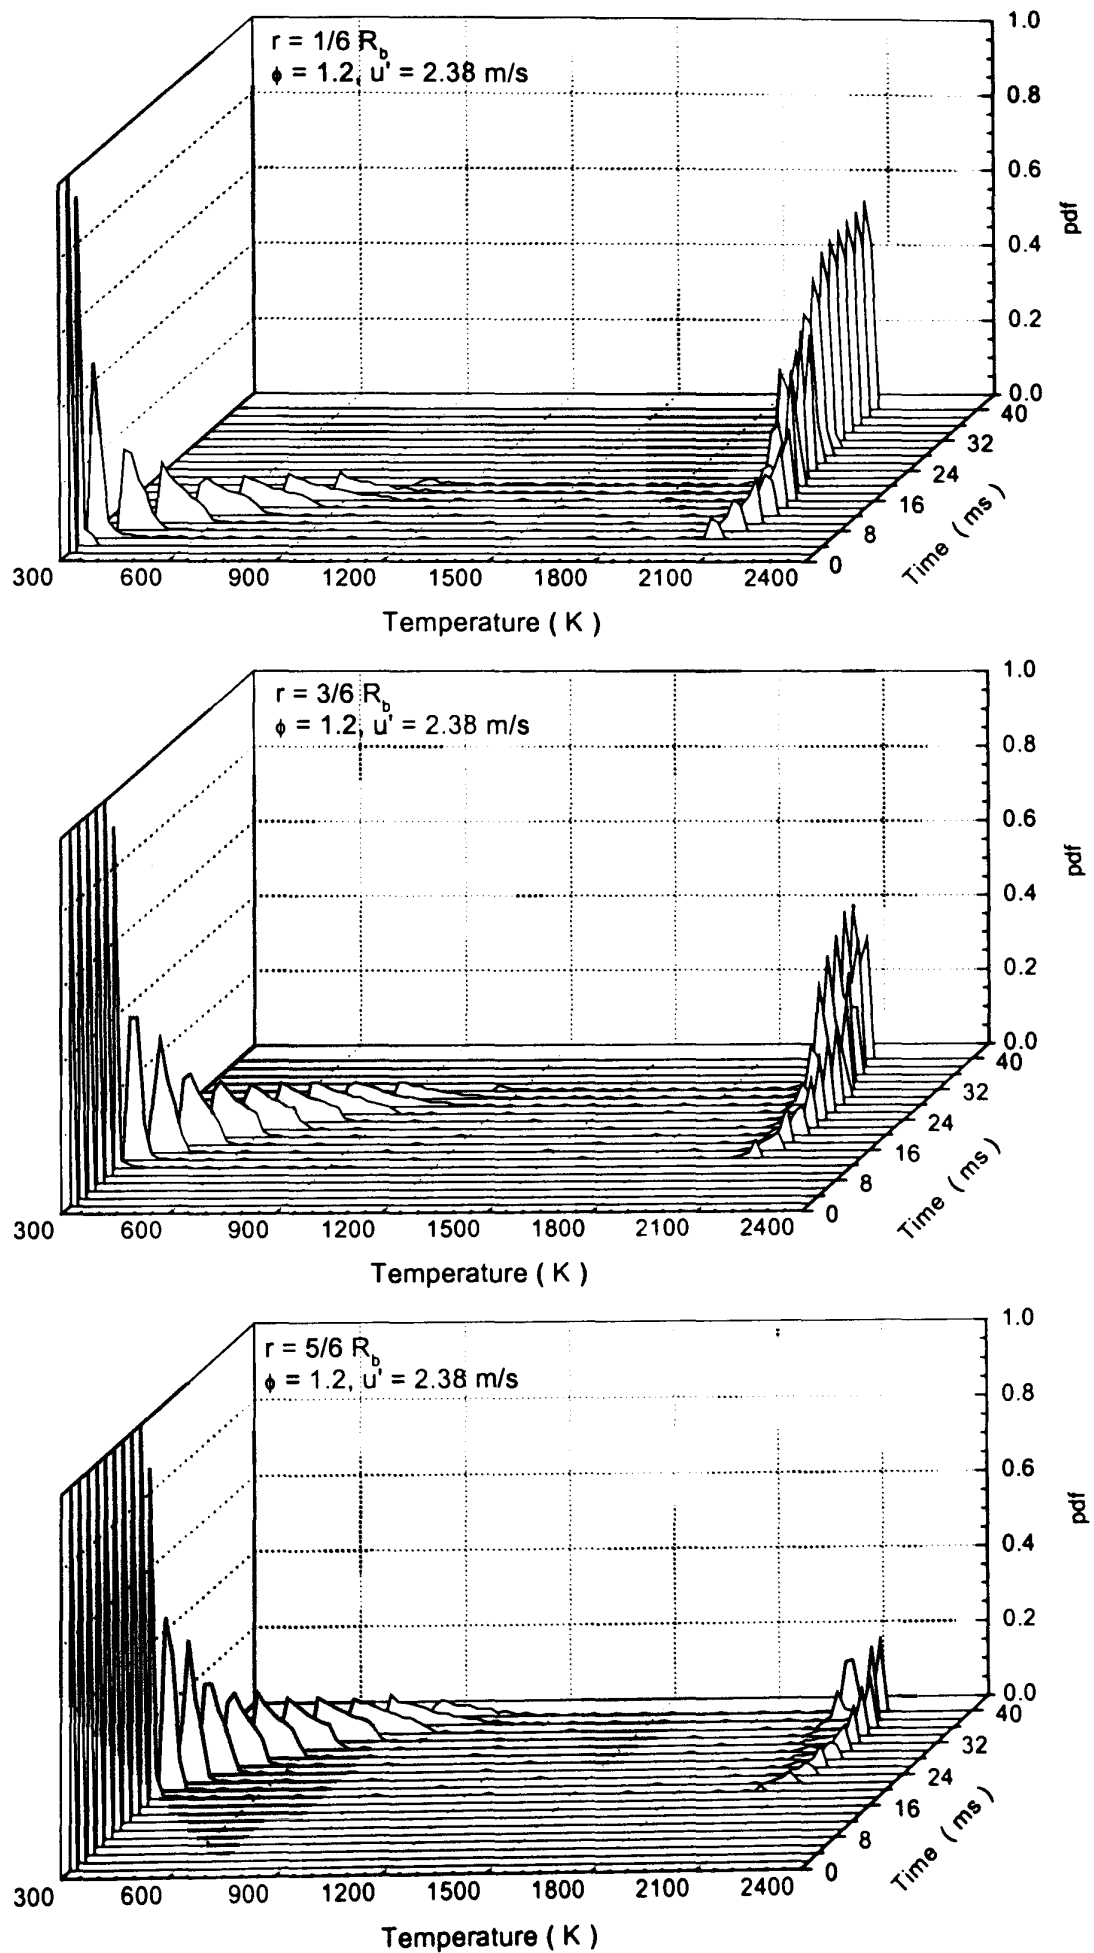 r = 1/6 R_b
ϕ = 1.2, u' = 2.38 m/s
1.0
0.8
0.6
0.4
0.2
0.0
pdf
40
32
24
16
8
0
Time ( ms )
300 600 900 1200 1500 1800 2100 2400
Temperature ( K )
r = 3/6 R_b
ϕ = 1.2, u' = 2.38 m/s
1.0
0.8
0.6
0.4
0.2
0.0
pdf
40
32
24
16
8
0
Time ( ms )
300 600 900 1200 1500 1800 2100 2400
Temperature ( K )
r = 5/6 R_b
ϕ = 1.2, u' = 2.38 m/s
1.0
0.8
0.6
0.4
0.2
0.0
pdf
40
32
24
16
8
0
Time ( ms )
300 600 900 1200 1500 1800 2100 2400
Temperature ( K )